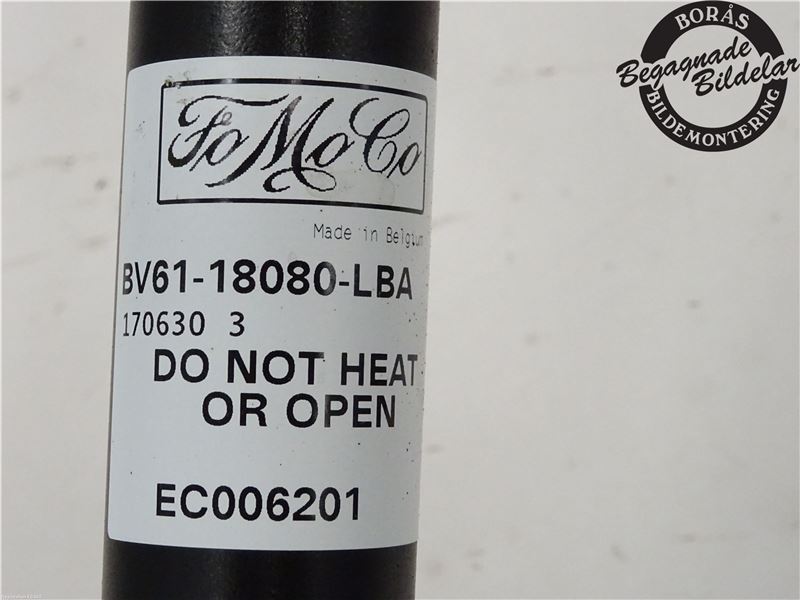 FoMoCo
Made in Belgium
BV61-18080-LBA
170630 3
DO NOT HEAT
OR OPEN
EC006201
BORÅS
Begagnade
Bildelar
BILDEMONTERING